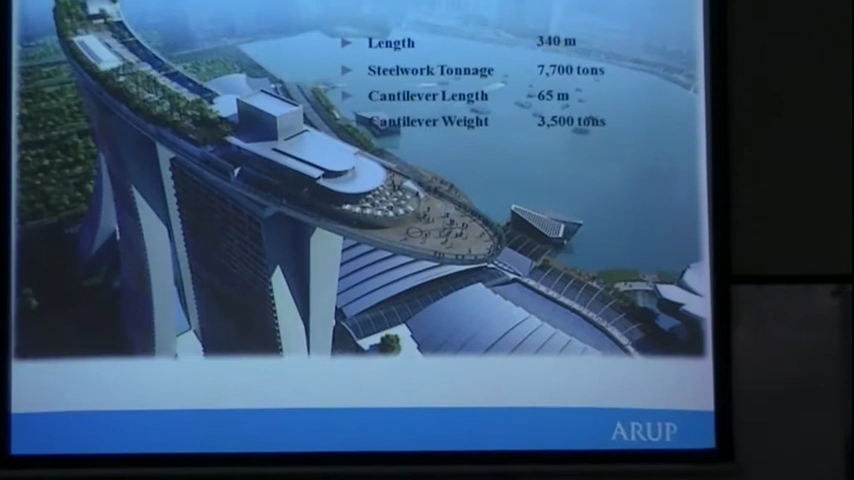 Length 340 m
Steelwork Tonnage 7,700 tons
Cantilever Length 65 m
Cantilever Weight 3,500 tons
ARUP